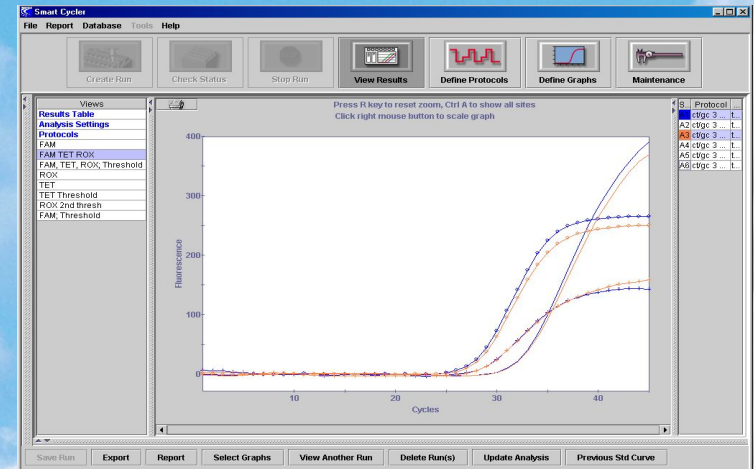 Smart Cycler
File Report Database Tools Help
Create Run Check Status Stop Run View Results Define Protocols Define Graphs Maintenance
Views
Results Table
Analysis Settings
Protocols
FAM
FAM TET ROX
FAM, TET, ROX; Threshold
ROX
TET
TET Threshold
ROX 2nd thresh
FAM; Threshold
Press R key to reset zoom, Ctrl A to show all sites
Click right mouse button to scale graph
400
300
200
100
0
Fluorescence
10 20 30 40
Cycles
S... Protocol ...
ct/gc 3 ... t...
A2 ct/gc 3 ... t...
A3 ct/gc 3 ... t...
A4 ct/gc 3 ... t...
A5 ct/gc 3 ... t...
A6 ct/gc 3 ... t...
Save Run Export Report Select Graphs View Another Run Delete Run(s) Update Analysis Previous Std Curve